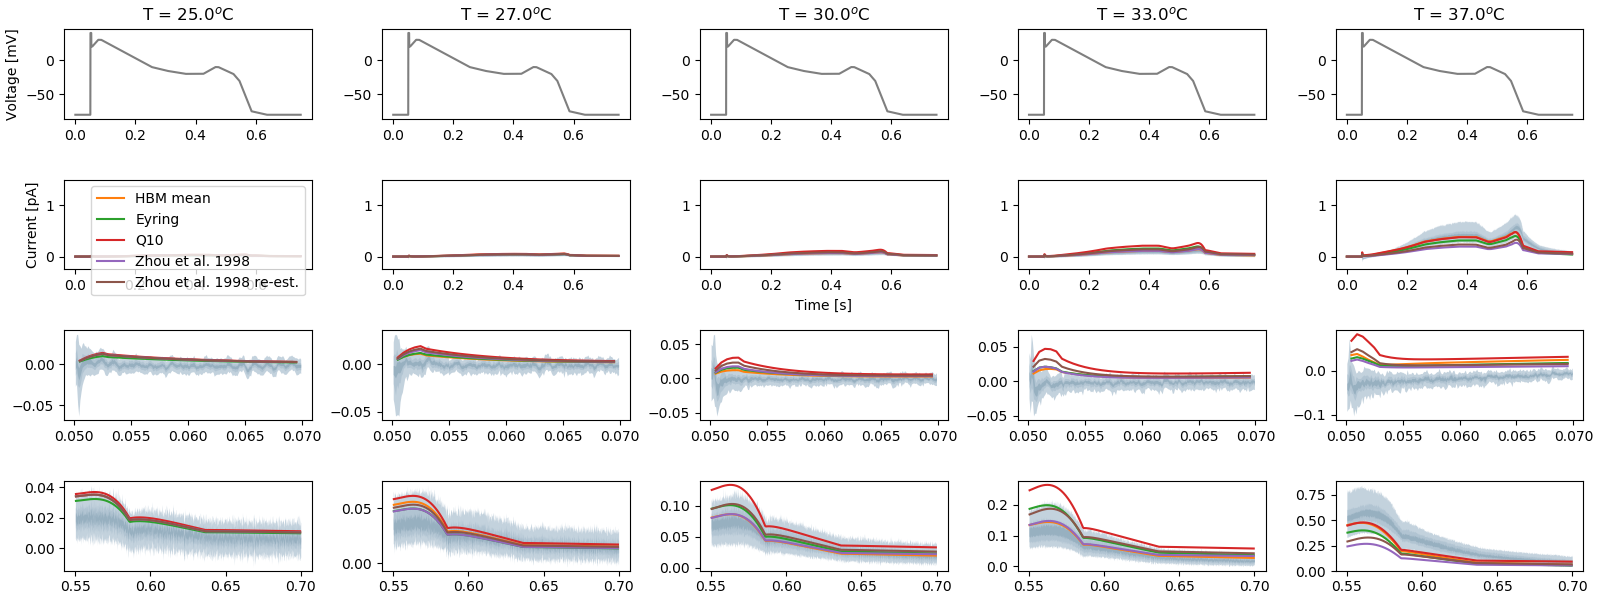 T = 25.0°C T = 27.0°C T = 30.0°C T = 33.0°C T = 37.0°C
Voltage [mV]
0 0 0 0 0
−50 −50 −50 −50 −50
0.0 0.2 0.4 0.6 0.0 0.2 0.4 0.6 0.0 0.2 0.4 0.6 0.0 0.2 0.4 0.6 0.0 0.2 0.4 0.6
Current [pA]
1 1 1 1 1
0 0 0 0 0
HBM mean
Eyring
Q10
Zhou et al. 1998
Zhou et al. 1998 re-est.
0.0 0.2 0.4 0.6 0.0 0.2 0.4 0.6 0.0 0.2 0.4 0.6 0.0 0.2 0.4 0.6 0.0 0.2 0.4 0.6
Time [s]
0.05 0.05
0.00 0.00 0.00 0.00 0.0
−0.05 −0.05 −0.05 −0.05 −0.1
0.050 0.055 0.060 0.065 0.070 0.050 0.055 0.060 0.065 0.070 0.050 0.055 0.060 0.065 0.070 0.050 0.055 0.060 0.065 0.070 0.050 0.055 0.060 0.065 0.070
0.04 0.05 0.10 0.2 0.75
0.02 0.05 0.1 0.50
0.00 0.00 0.00 0.0 0.25
0.00
0.55 0.60 0.65 0.70 0.55 0.60 0.65 0.70 0.55 0.60 0.65 0.70 0.55 0.60 0.65 0.70 0.55 0.60 0.65 0.70